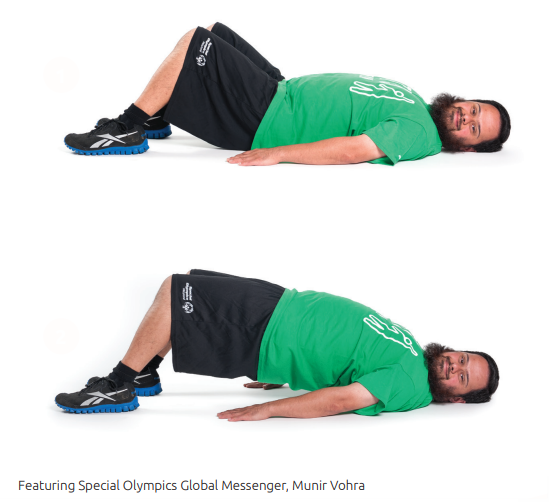 Featuring Special Olympics Global Messenger, Munir Vohra